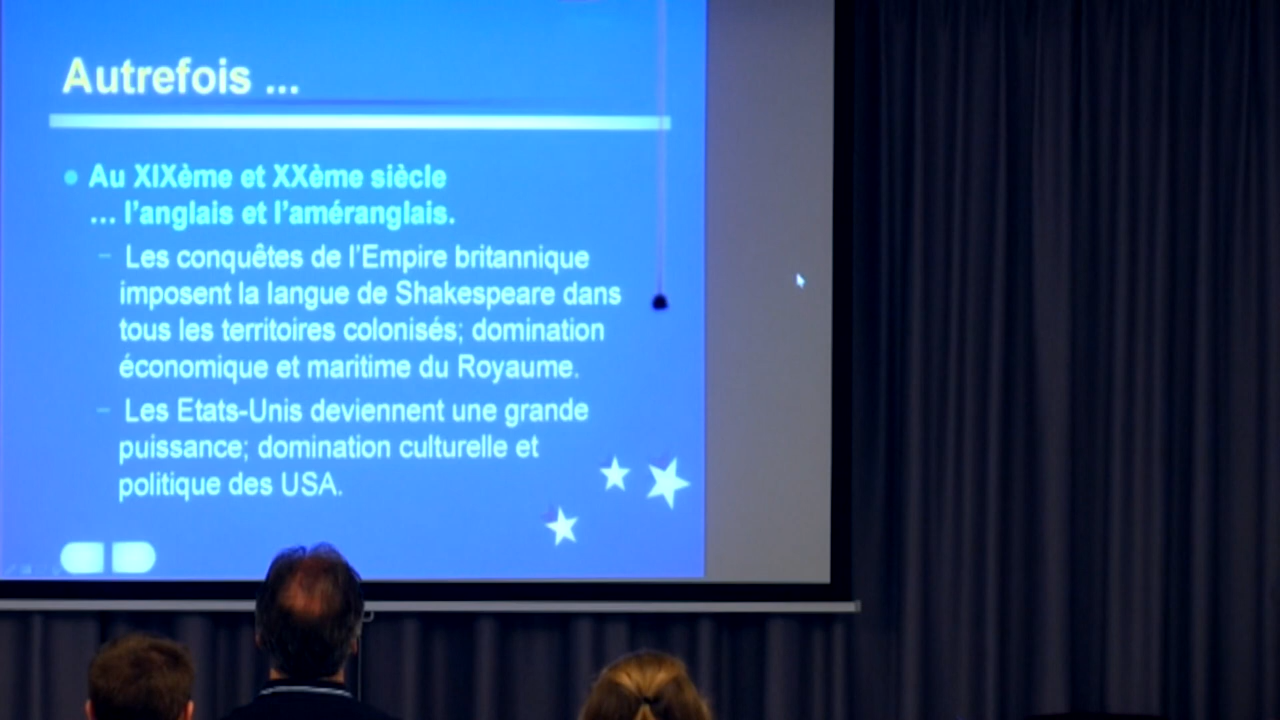 Autrefois ...
Au XIXème et XXème siècle
... l'anglais et l'améranglais.
– Les conquêtes de l'Empire britannique
imposent la langue de Shakespeare dans
tous les territoires colonisés; domination
économique et maritime du Royaume.
– Les Etats-Unis deviennent une grande
puissance; domination culturelle et
politique des USA.